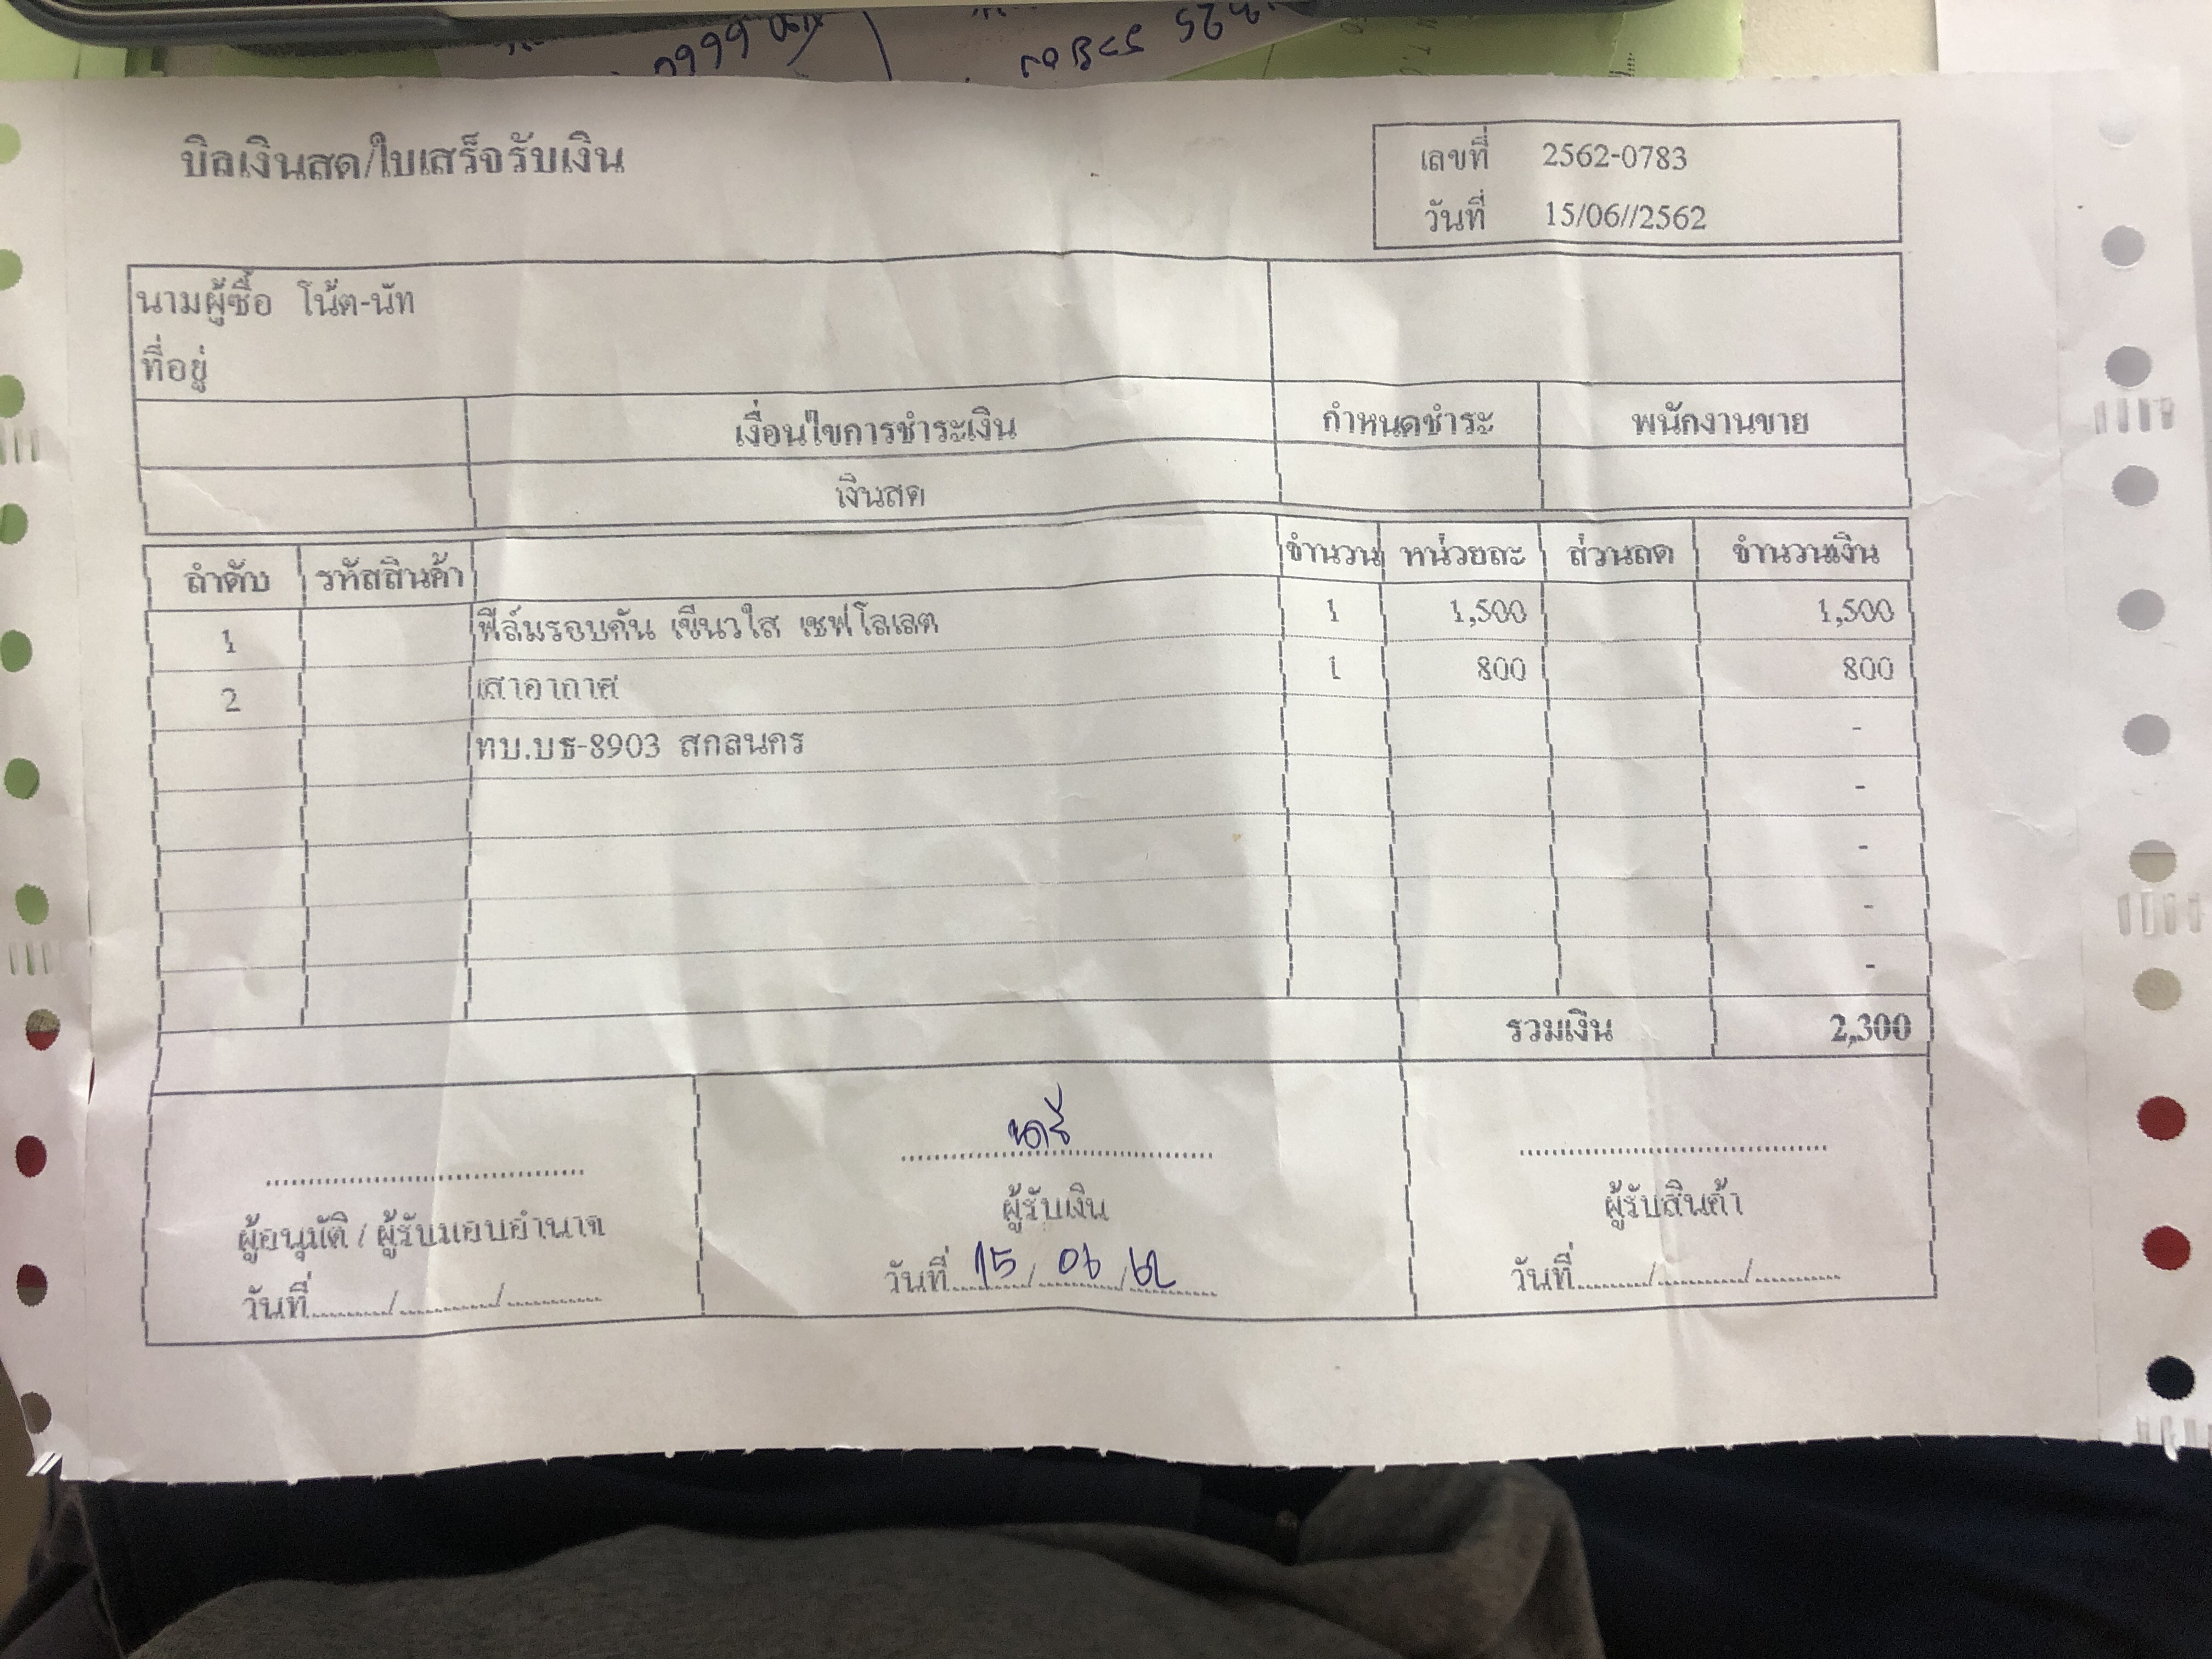 บิลเงินสด/ใบเสร็จรับเงิน
เลขที่ 2562-0783
วันที่ 15/06//2562
นามผู้ซื้อ โน้ต-นัท
ที่อยู่
เงื่อนไขการชำระเงิน กำหนดชำระ พนักงานขาย
เงินสด
ลำดับ รหัสสินค้า จำนวน หน่วยละ ส่วนลด จำนวนเงิน
1 ฟีล์มรอบคัน เขียวใส เชฟโลเลต 1 1,500 1,500
2 เสาอากาศ 1 800 800
ทบ.บธ-8903 สกลนคร -
-
-
-
-
รวมเงิน 2,300
ผู้อนุมัติ / ผู้รับมอบอำนาจ
วันที่........./............/............
ผู้รับเงิน
วันที่ 15/ 06 /62
ผู้รับสินค้า
วันที่........./............/............